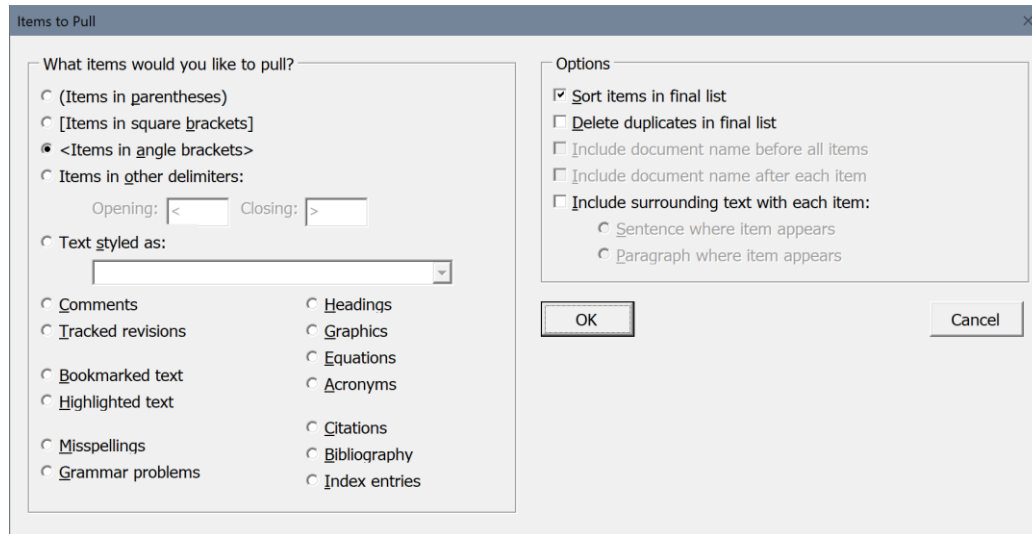 Items to Pull
What items would you like to pull?
(Items in parentheses)
[Items in square brackets]
<Items in angle brackets>
Items in other delimiters:
Opening: < Closing: >
Text styled as:
Comments
Tracked revisions
Bookmarked text
Highlighted text
Misspellings
Grammar problems
Headings
Graphics
Equations
Acronyms
Citations
Bibliography
Index entries
Options
Sort items in final list
Delete duplicates in final list
Include document name before all items
Include document name after each item
Include surrounding text with each item:
Sentence where item appears
Paragraph where item appears
OK
Cancel